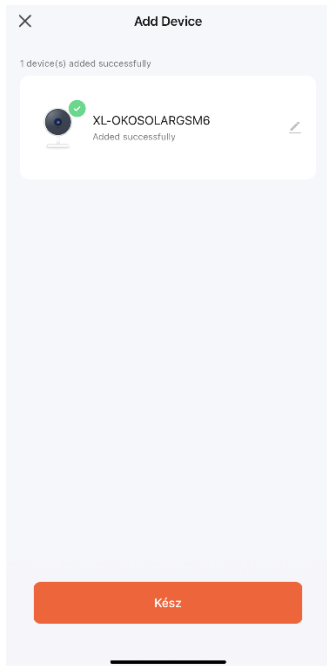 Add Device
1 device(s) added successfully
XL-OKOSOLARGSM6
Added successfully
Kész